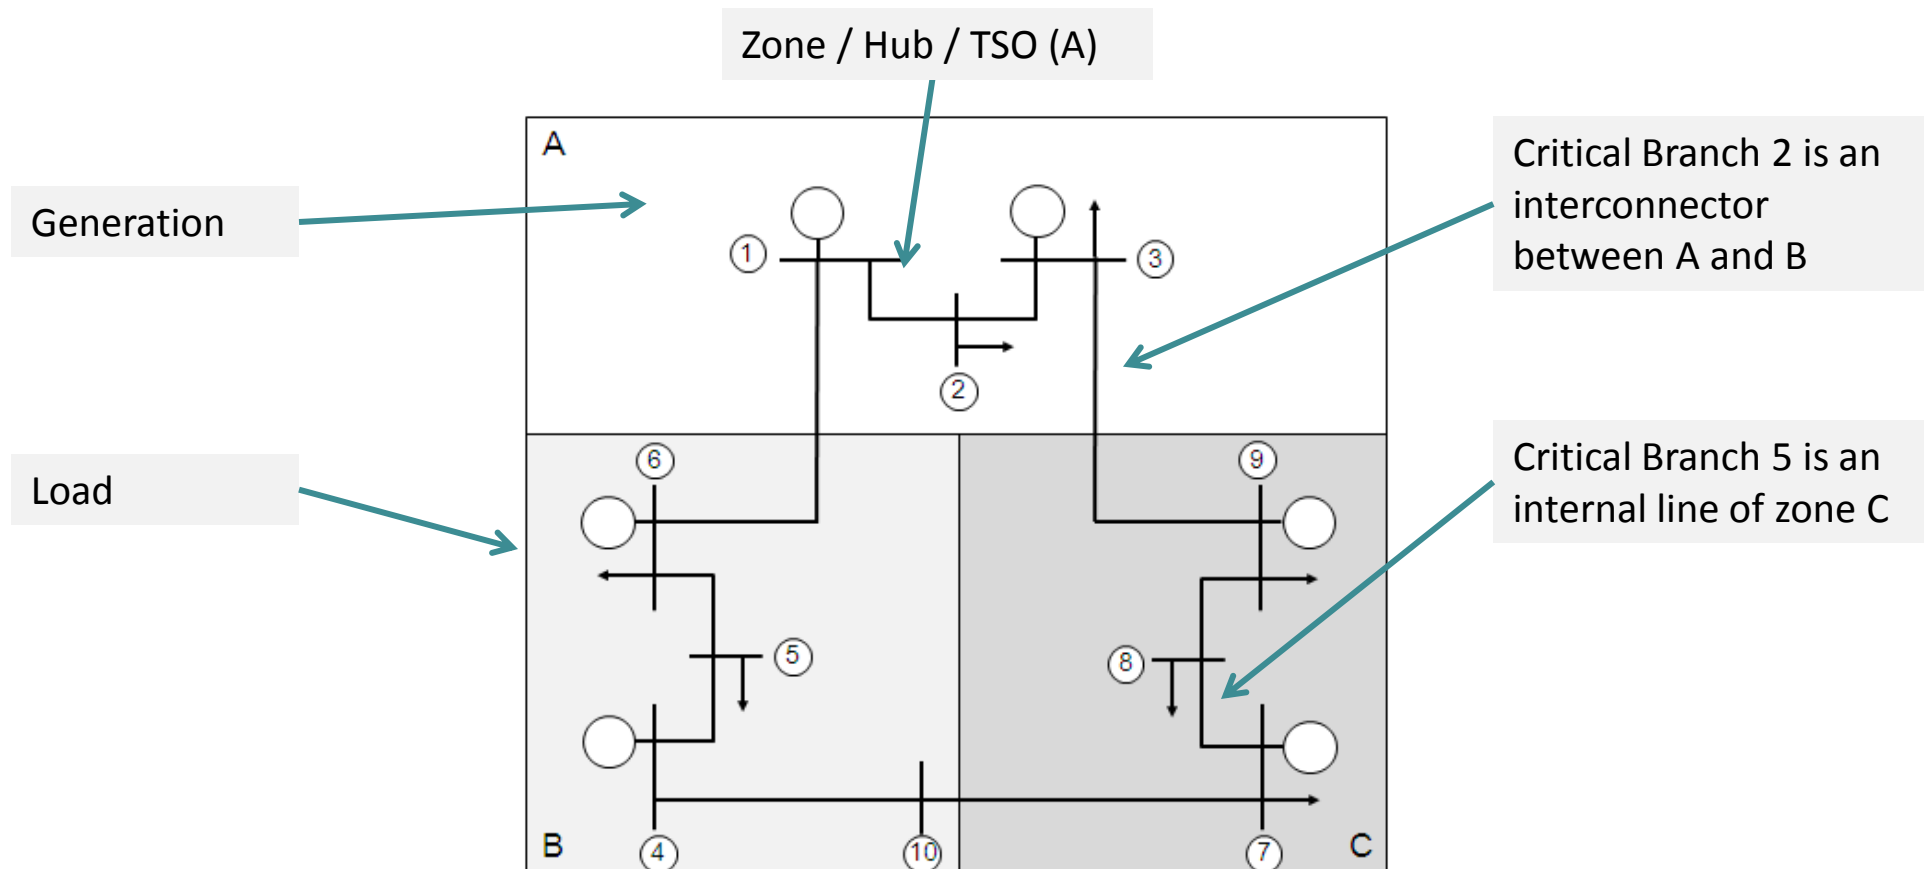 Zone / Hub / TSO (A)
A
Critical Branch 2 is an
interconnector
between A and B
Generation
1
3
2
Load
6
9
Critical Branch 5 is an
internal line of zone C
5
8
B
4
10
7
C